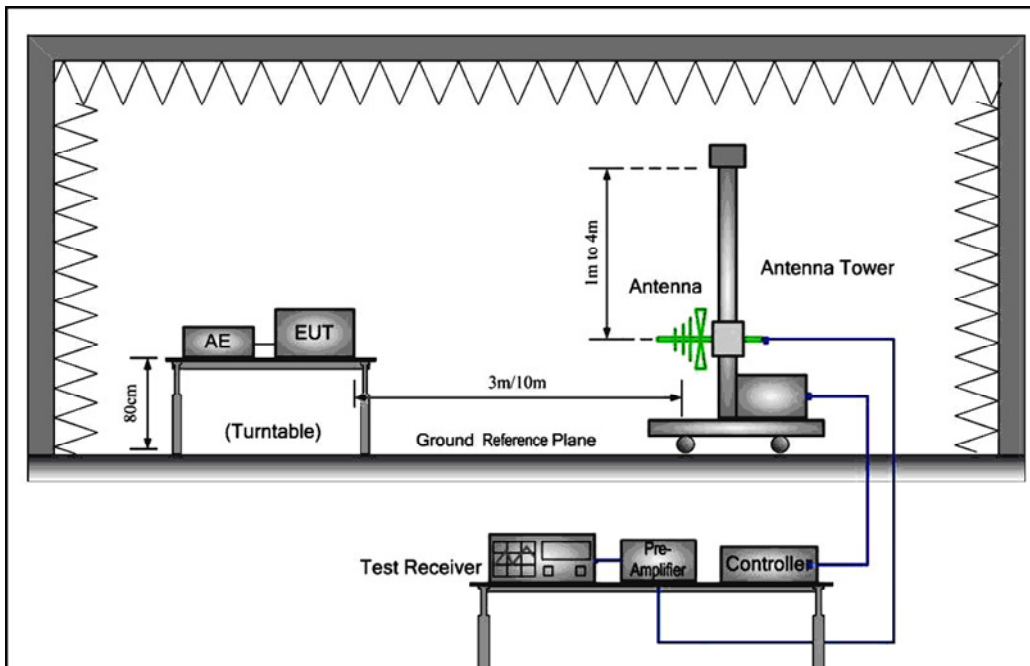 1m to 4m
Antenna
Antenna Tower
AE
EUT
3m/10m
80cm
(Turntable)
Ground Reference Plane
Test Receiver
Pre-
Amplifier
Controller